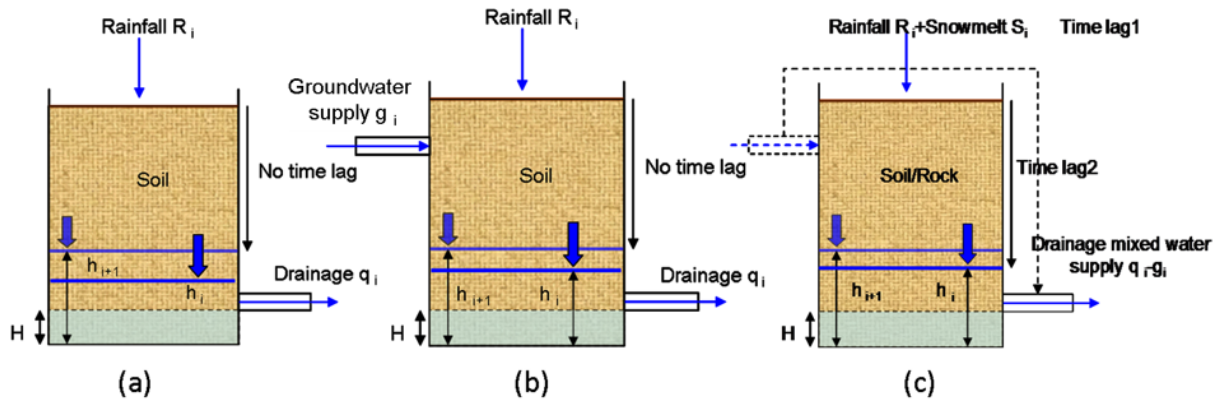 Rainfall R i
No time lag
Soil
h i+1
h i
Drainage q i
H
(a)
Rainfall R i
Groundwater
supply g i
No time lag
Soil
h i+1
h i
Drainage q i
H
(b)
Rainfall R i+Snowmelt S i
Time lag1
Soil/Rock
Time lag2
h i+1
h i
Drainage mixed water
supply q i-g i
H
(c)